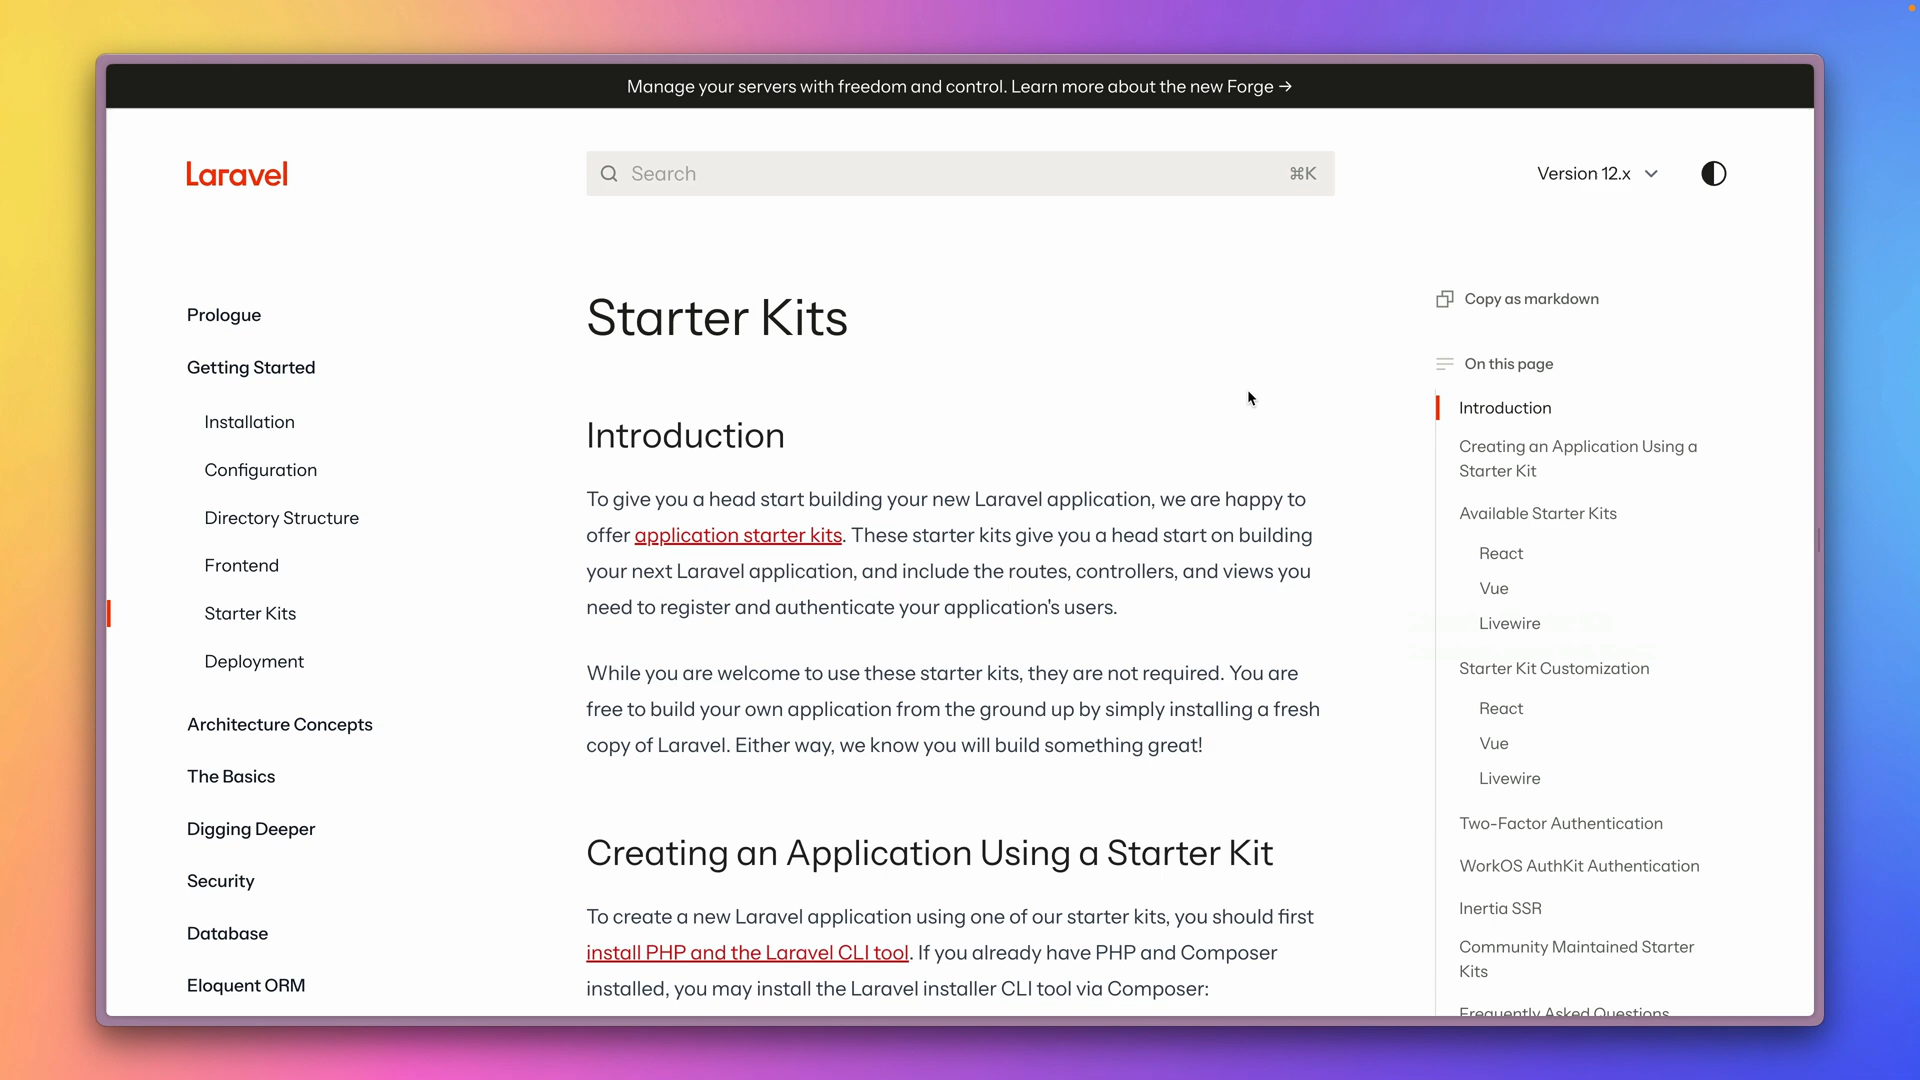 Manage your servers with freedom and control. Learn more about the new Forge →
Laravel
Search
⌘K
Version 12.x
Prologue
Getting Started
Installation
Configuration
Directory Structure
Frontend
Starter Kits
Deployment
Architecture Concepts
The Basics
Digging Deeper
Security
Database
Eloquent ORM
Starter Kits
Introduction
To give you a head start building your new Laravel application, we are happy to
offer application starter kits. These starter kits give you a head start on building
your next Laravel application, and include the routes, controllers, and views you
need to register and authenticate your application's users.
While you are welcome to use these starter kits, they are not required. You are
free to build your own application from the ground up by simply installing a fresh
copy of Laravel. Either way, we know you will build something great!
Creating an Application Using a Starter Kit
To create a new Laravel application using one of our starter kits, you should first
install PHP and the Laravel CLI tool. If you already have PHP and Composer
installed, you may install the Laravel installer CLI tool via Composer:
Copy as markdown
On this page
Introduction
Creating an Application Using a
Starter Kit
Available Starter Kits
React
Vue
Livewire
Starter Kit Customization
React
Vue
Livewire
Two-Factor Authentication
WorkOS AuthKit Authentication
Inertia SSR
Community Maintained Starter
Kits
Frequently Asked Questions